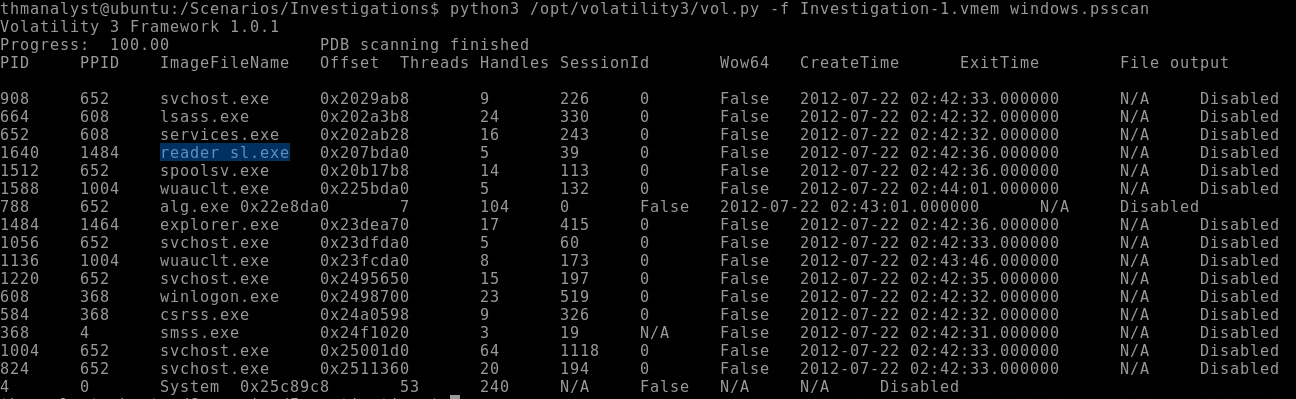 thmanalyst@ubuntu:/Scenarios/Investigations$ python3 /opt/volatility3/vol.py -f Investigation-1.vmem windows.psscan
Volatility 3 Framework 1.0.1
Progress:  100.00               PDB scanning finished
PID     PPID    ImageFileName   Offset  Threads Handles SessionId       Wow64   CreateTime      ExitTime        File output
908     652     svchost.exe     0x2029ab8       9       226     0       False   2012-07-22 02:42:33.000000      N/A     Disabled
664     608     lsass.exe       0x202a3b8       24      330     0       False   2012-07-22 02:42:32.000000      N/A     Disabled
652     608     services.exe    0x202ab28       16      243     0       False   2012-07-22 02:42:32.000000      N/A     Disabled
1640    1484    reader_sl.exe   0x207bda0       5       39      0       False   2012-07-22 02:42:36.000000      N/A     Disabled
1512    652     spoolsv.exe     0x20b17b8       14      113     0       False   2012-07-22 02:42:36.000000      N/A     Disabled
1588    1004    wuauclt.exe     0x225bda0       5       132     0       False   2012-07-22 02:44:01.000000      N/A     Disabled
788     652     alg.exe 0x22e8da0       7       104     0       False   2012-07-22 02:43:01.000000      N/A     Disabled
1484    1464    explorer.exe    0x23dea70       17      415     0       False   2012-07-22 02:42:36.000000      N/A     Disabled
1056    652     svchost.exe     0x23dfda0       5       60      0       False   2012-07-22 02:42:33.000000      N/A     Disabled
1136    1004    wuauclt.exe     0x23fcda0       8       173     0       False   2012-07-22 02:43:46.000000      N/A     Disabled
1220    652     svchost.exe     0x2495650       15      197     0       False   2012-07-22 02:42:35.000000      N/A     Disabled
608     368     winlogon.exe    0x2498700       23      519     0       False   2012-07-22 02:42:32.000000      N/A     Disabled
584     368     csrss.exe       0x24a0598       9       326     0       False   2012-07-22 02:42:32.000000      N/A     Disabled
368     4       smss.exe        0x24f1020       3       19      N/A     False   2012-07-22 02:42:31.000000      N/A     Disabled
1004    652     svchost.exe     0x25001d0       64      1118    0       False   2012-07-22 02:42:33.000000      N/A     Disabled
824     652     svchost.exe     0x2511360       20      194     0       False   2012-07-22 02:42:33.000000      N/A     Disabled
4       0       System  0x25c89c8       53      240     N/A     False   N/A     N/A     Disabled